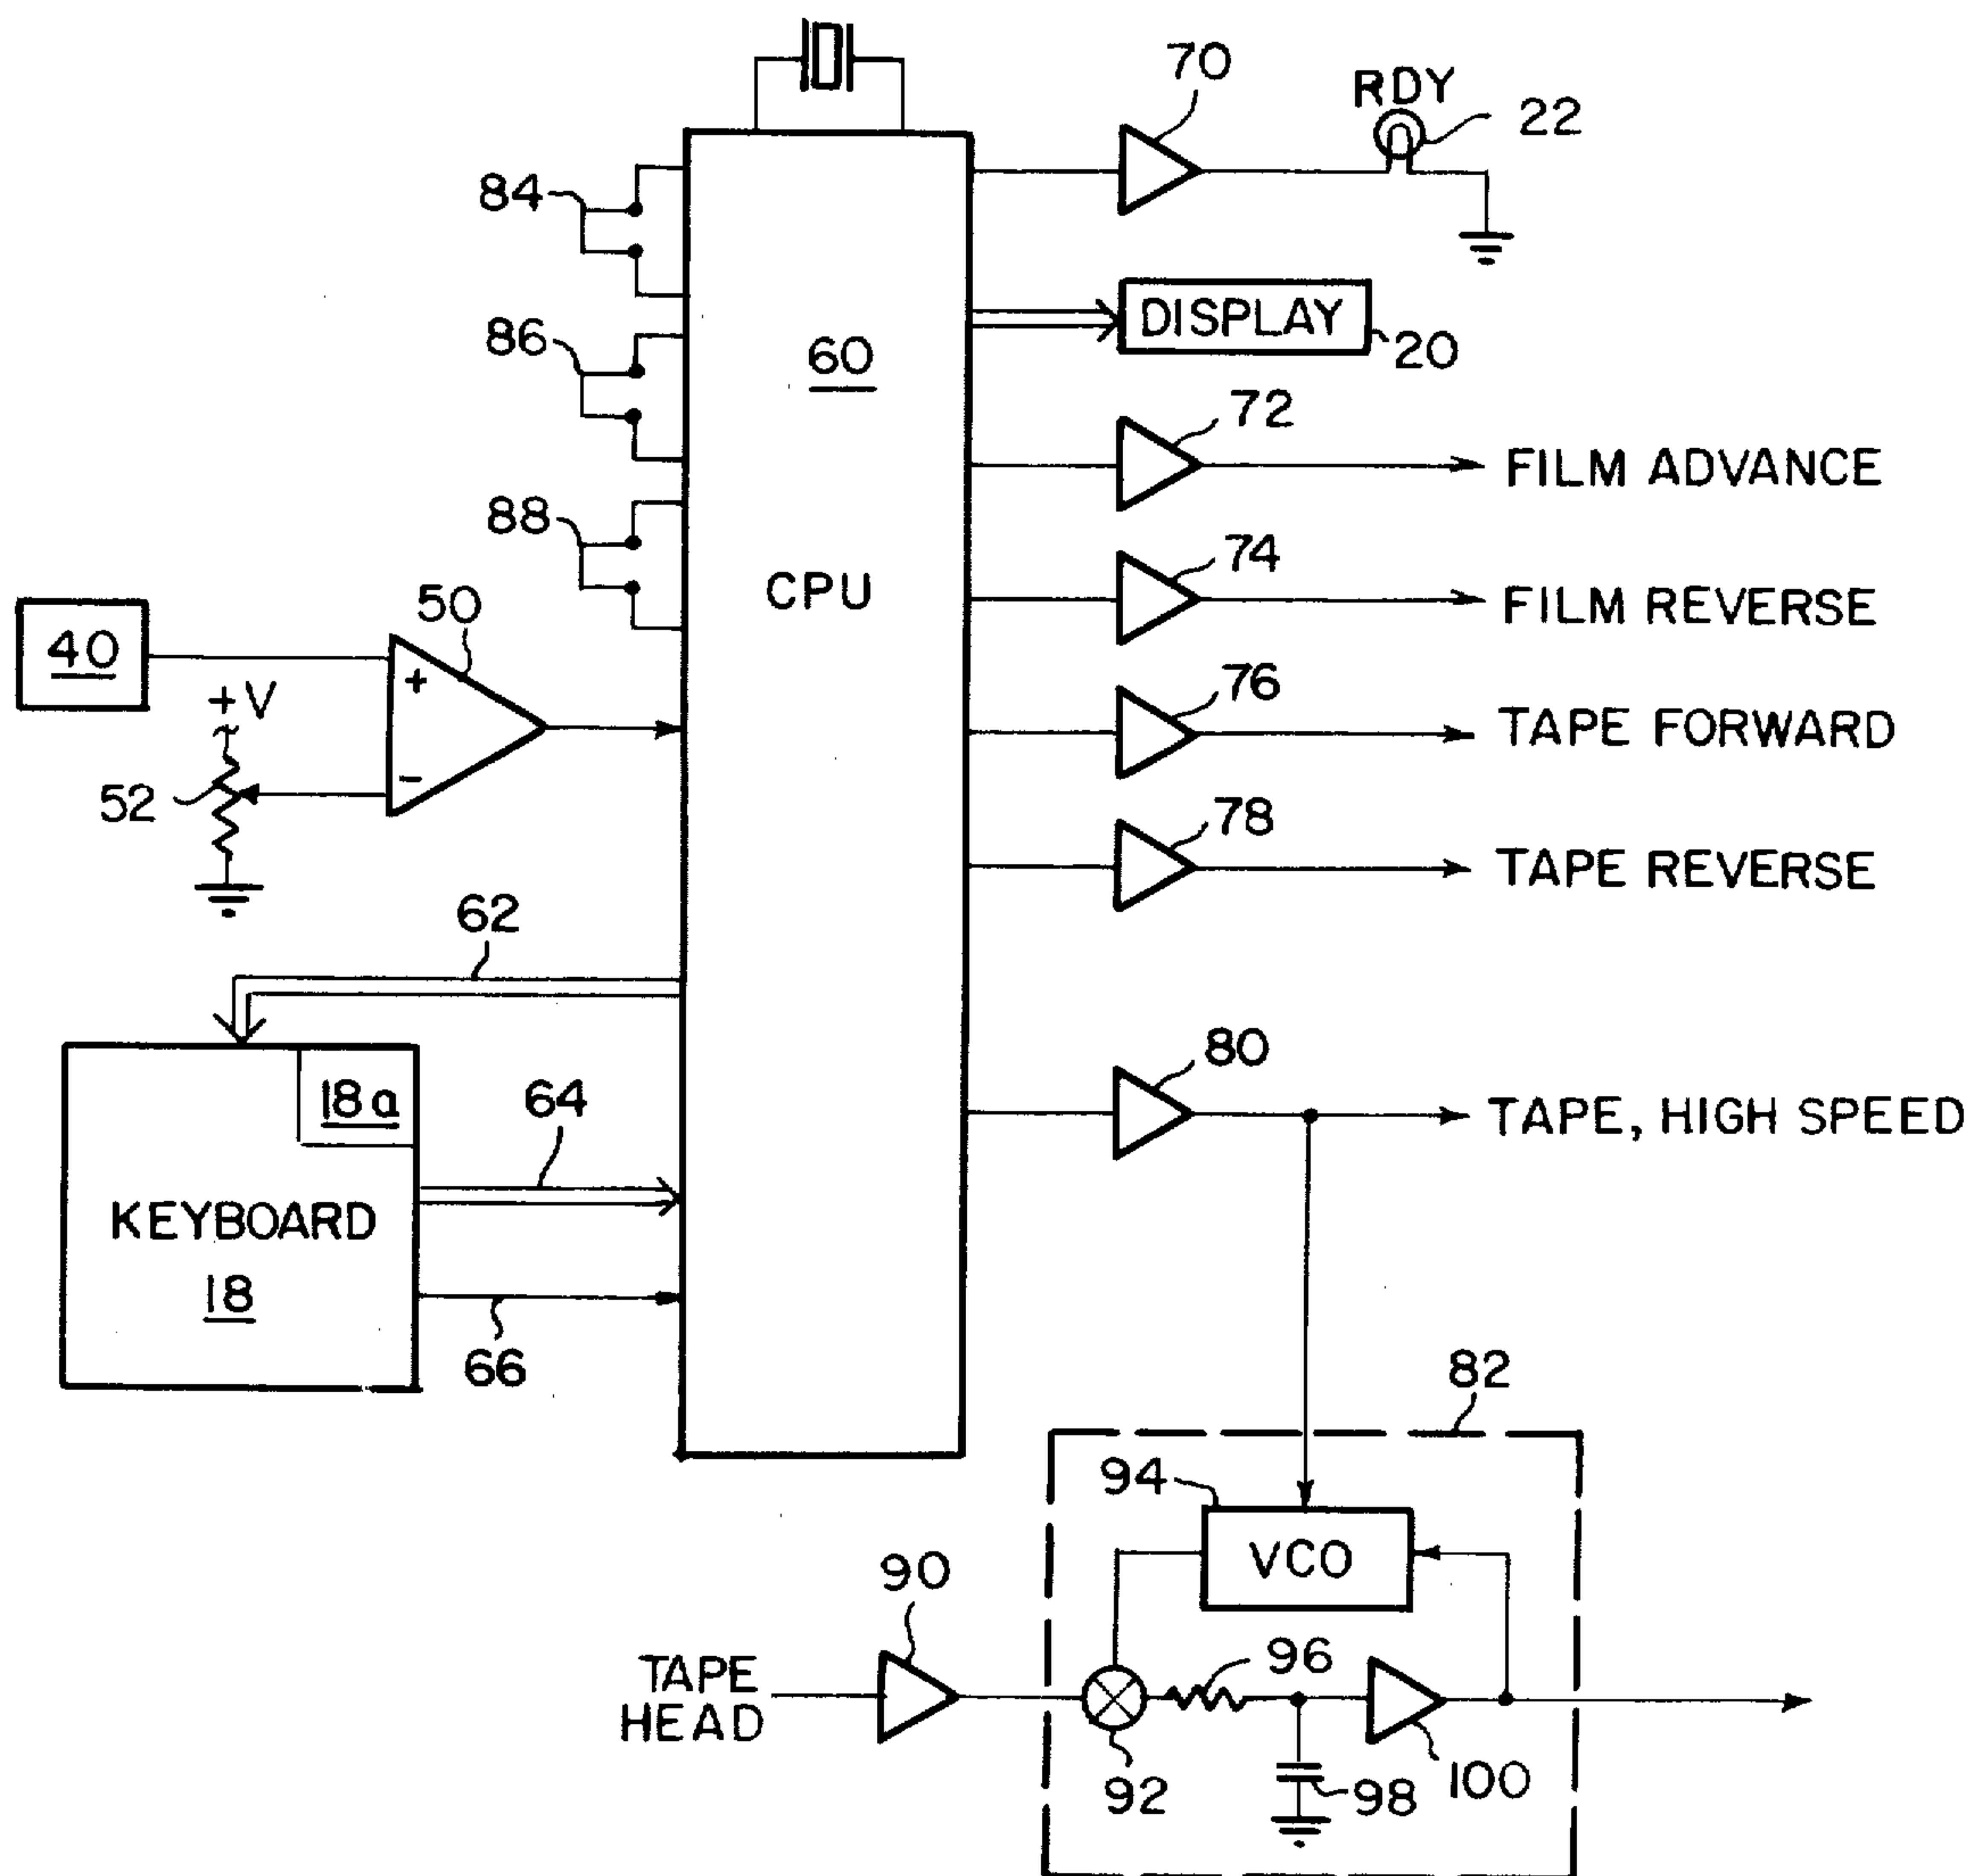 70
RDY
22
84
DISPLAY
20
86
60
72
FILM ADVANCE
88
CPU
74
FILM REVERSE
50
40
+
+V
76
TAPE FORWARD
-
52
78
TAPE REVERSE
62
80
18a
64
TAPE, HIGH SPEED
KEYBOARD
18
66
82
94
VCO
90
96
TAPE
HEAD
92
98
100